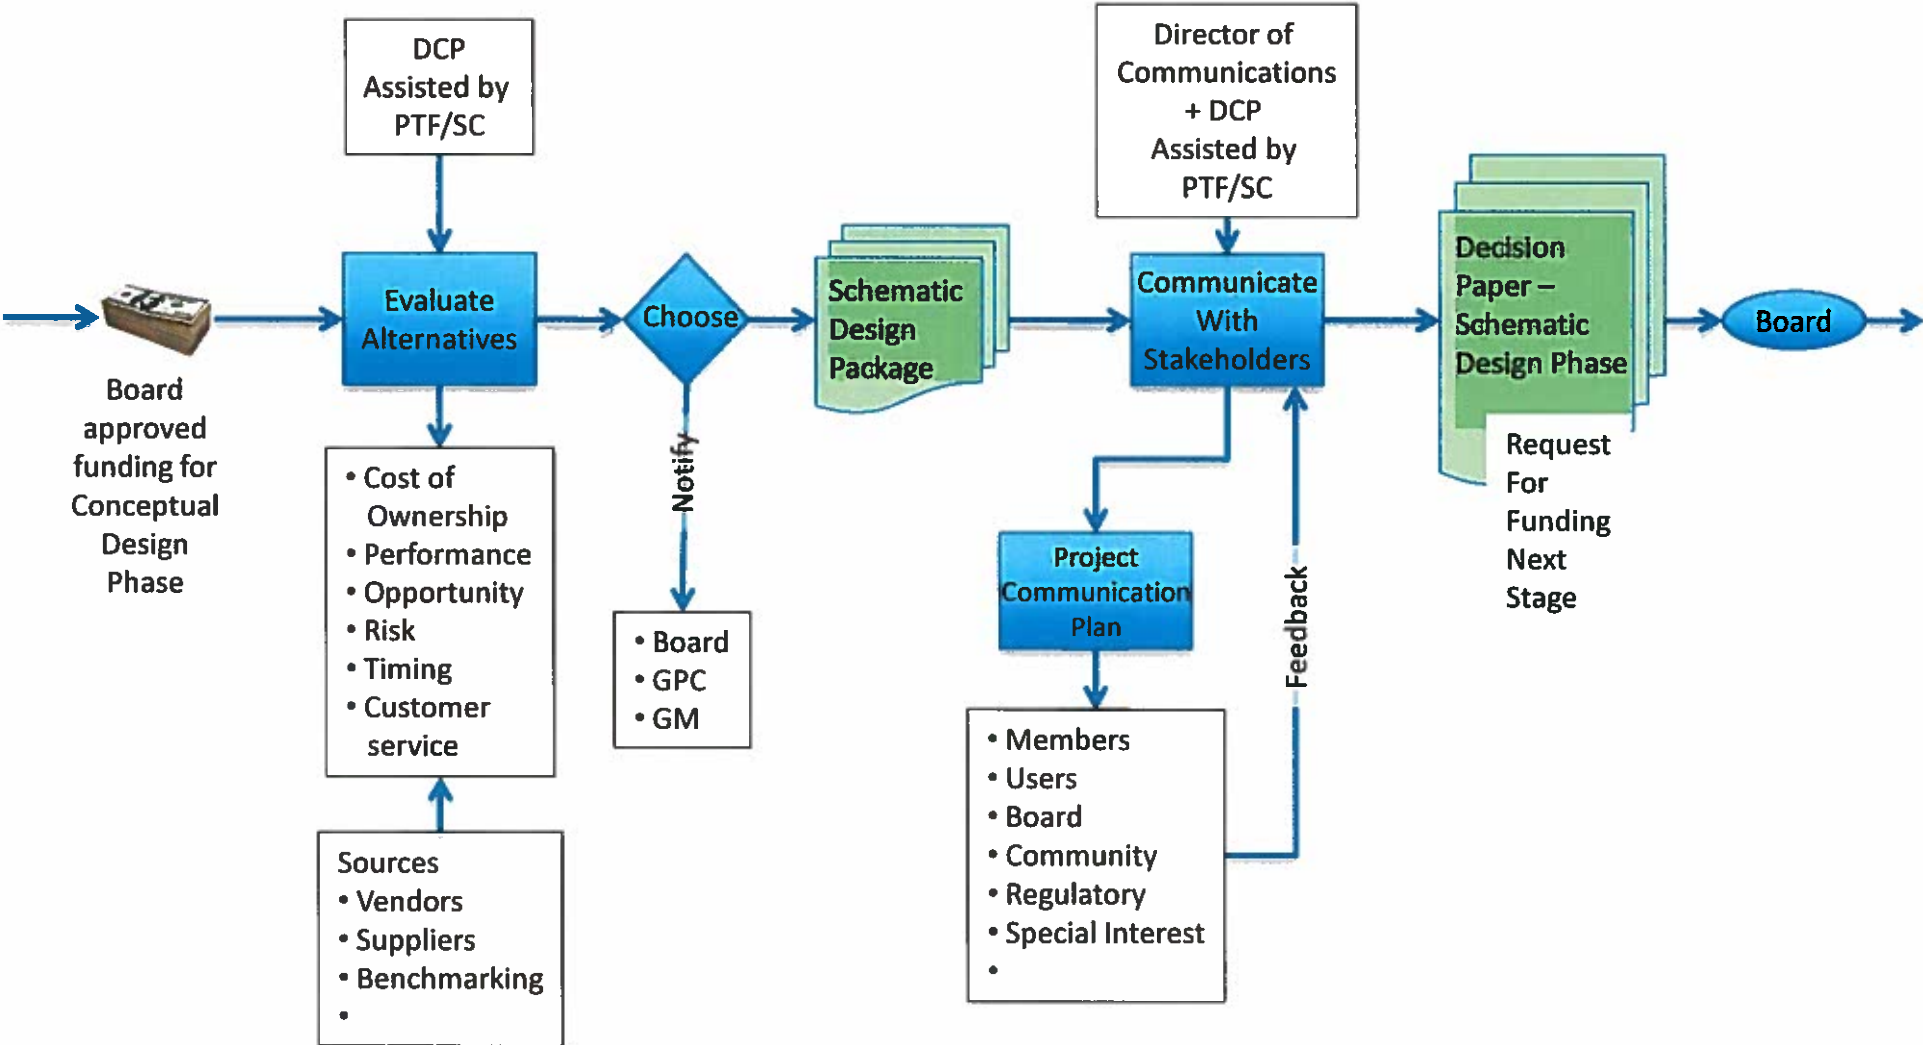 DCP
Assisted by
PTF/SC
Director of
Communications
+ DCP
Assisted by
PTF/SC
Board
approved
funding for
Conceptual
Design
Phase
Evaluate
Alternatives
Choose
Schematic
Design
Package
Communicate
With
Stakeholders
Decision
Paper –
Schematic
Design Phase
Request
For
Funding
Next
Stage
Board
• Cost of
Ownership
• Performance
• Opportunity
• Risk
• Timing
• Customer
service
Notify
• Board
• GPC
• GM
Project
Communication
Plan
Feedback
• Members
• Users
• Board
• Community
• Regulatory
• Special Interest
•
Sources
• Vendors
• Suppliers
• Benchmarking
•